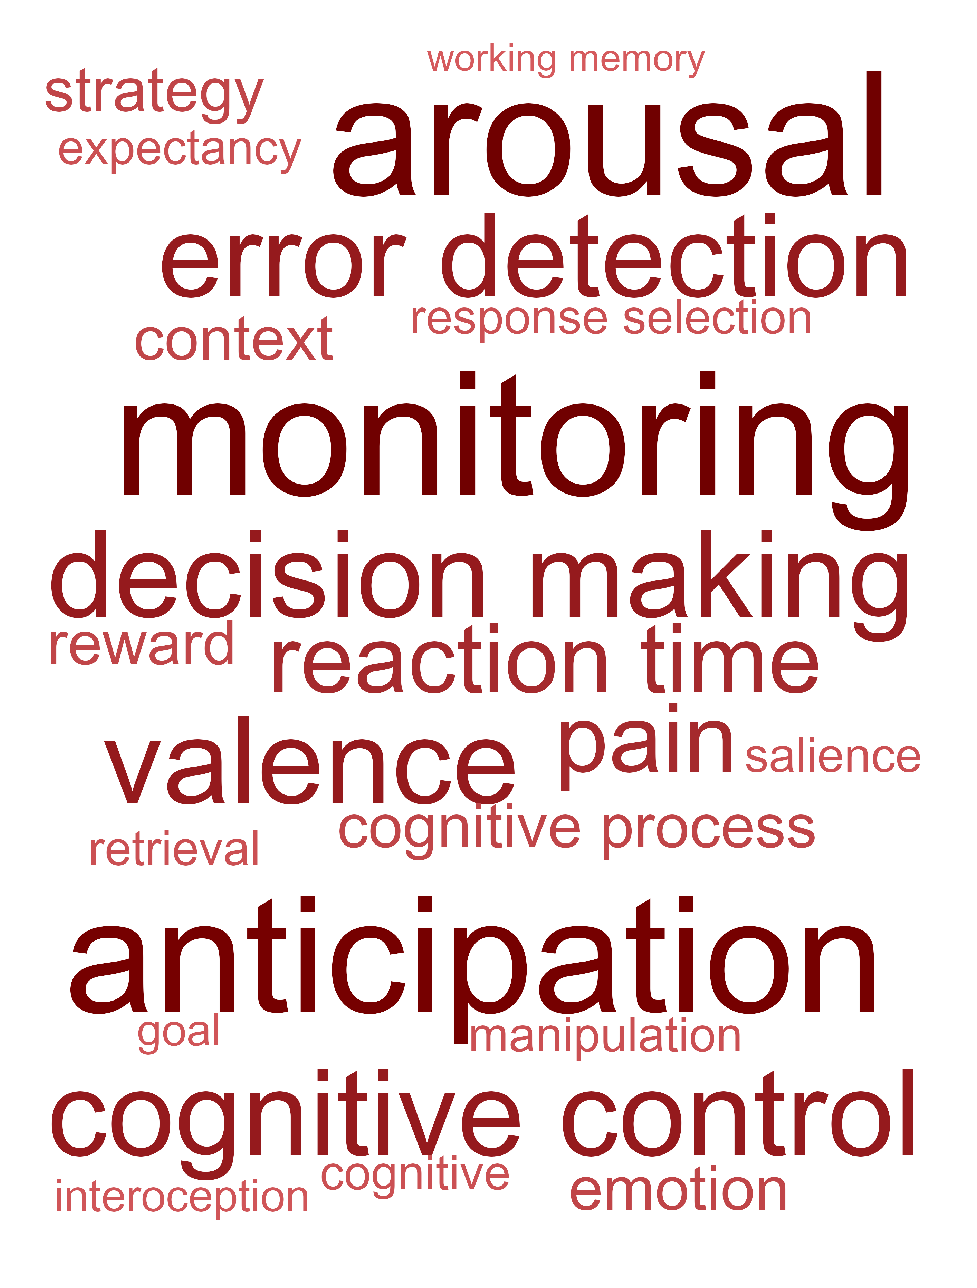 working memory
strategy
arousal
expectancy
error detection
context
response selection
monitoring
decision making
reward
reaction time
valence
pain
salience
retrieval
cognitive process
anticipation
goal
manipulation
cognitive control
interoception
cognitive
emotion